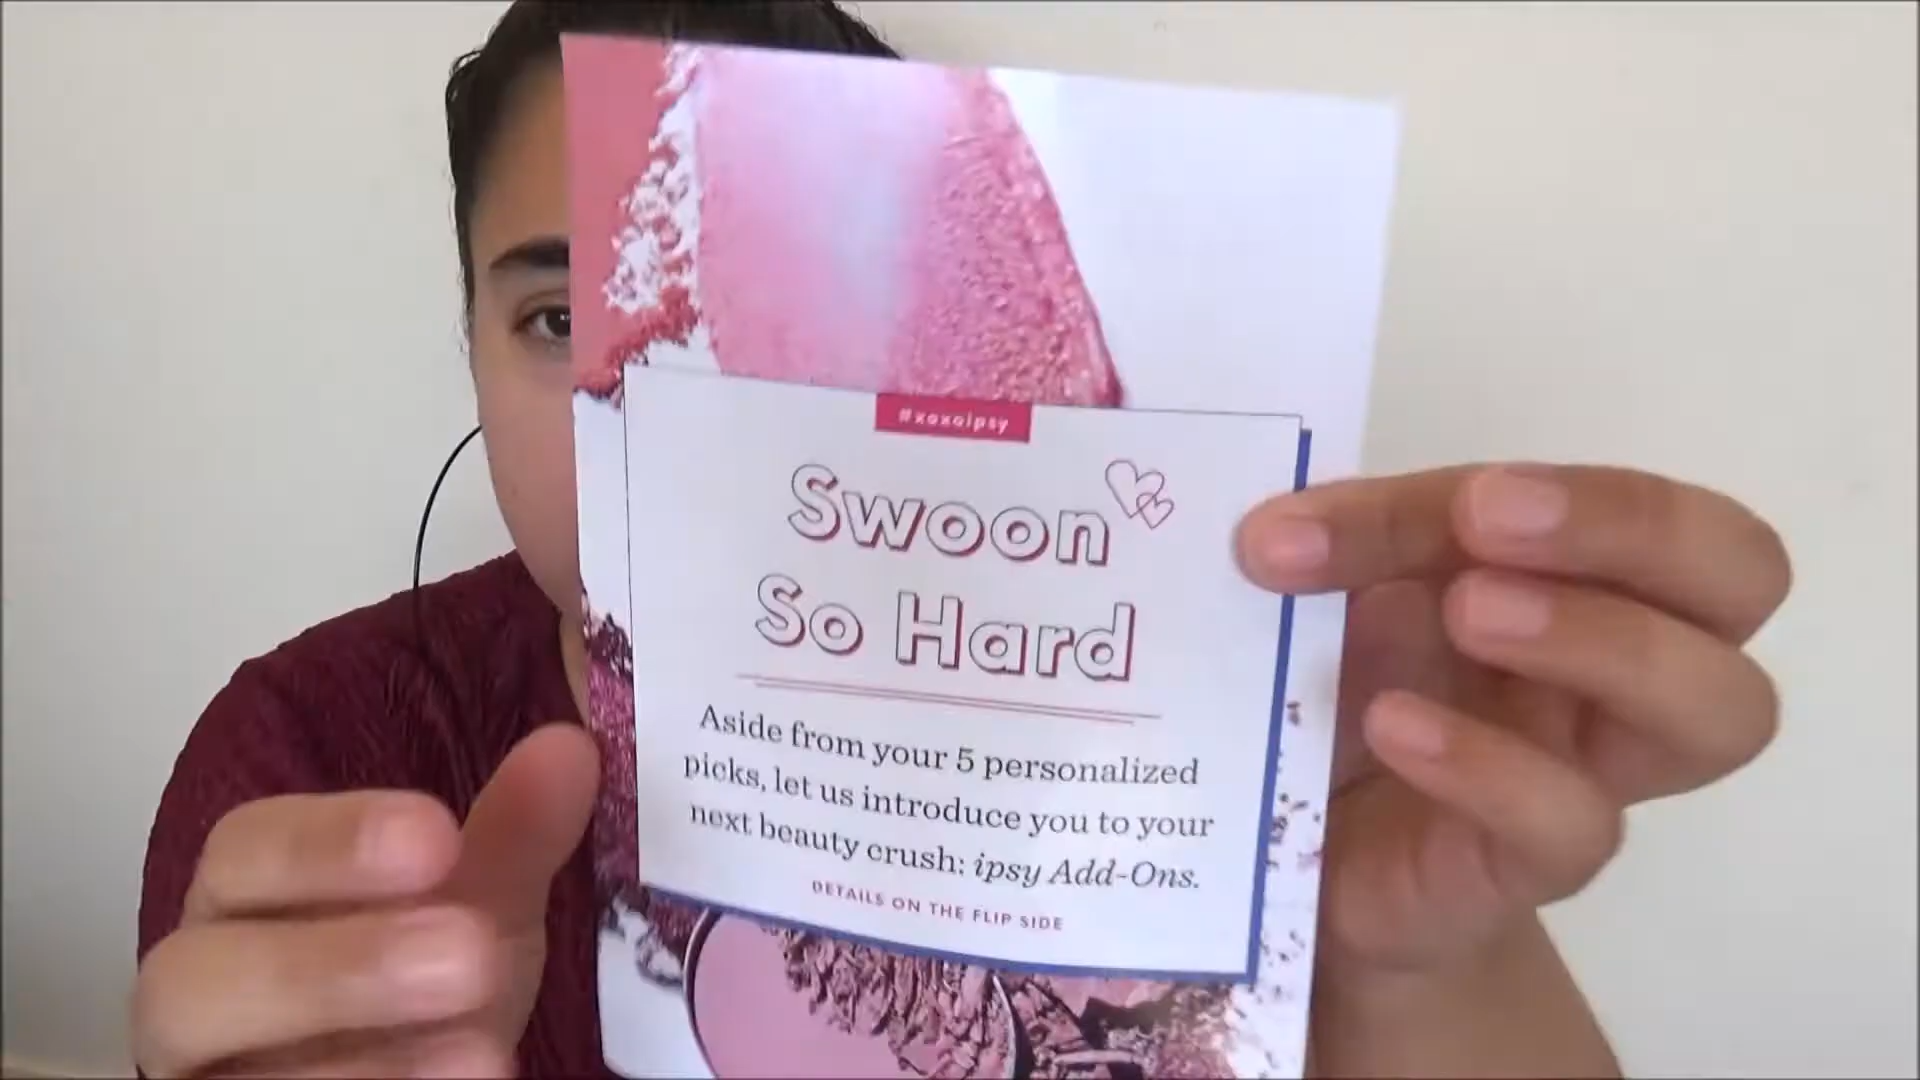 #xoxoipsy
Swoon
So Hard
Aside from your 5 personalized
picks, let us introduce you to your
next beauty crush: ipsy Add-Ons.
DETAILS ON THE FLIP SIDE